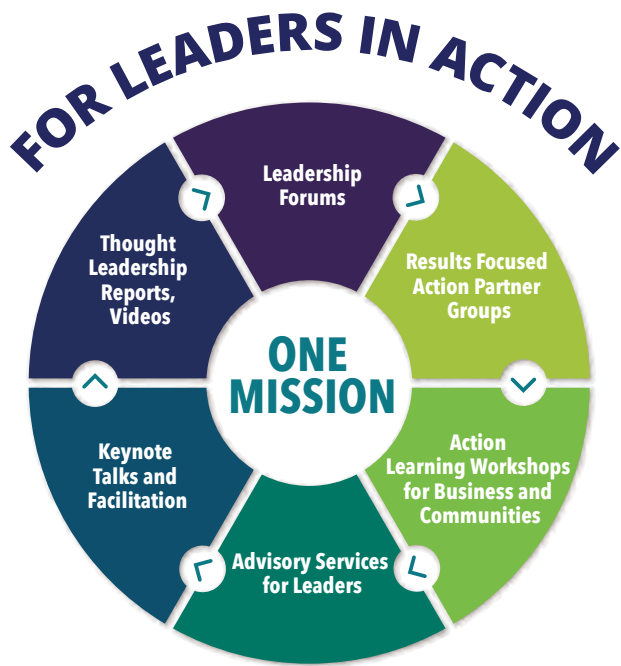 FOR LEADERS IN ACTION
Leadership
Forums
Results Focused
Action Partner
Groups
Action
Learning Workshops
for Business and
Communities
Advisory Services
for Leaders
Keynote
Talks and
Facilitation
Thought
Leadership
Reports,
Videos
ONE
MISSION